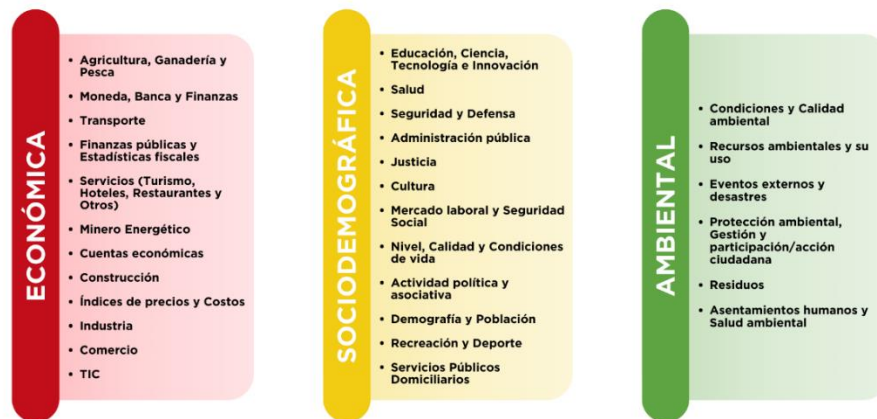 ECONÓMICA
• Agricultura, Ganadería y
Pesca
• Moneda, Banca y Finanzas
• Transporte
• Finanzas públicas y
Estadísticas fiscales
• Servicios (Turismo,
Hoteles, Restaurantes y
Otros)
• Minero Energético
• Cuentas económicas
• Construcción
• Índices de precios y Costos
• Industria
• Comercio
• TIC
SOCIODEMOGRÁFICA
• Educación, Ciencia,
Tecnología e Innovación
• Salud
• Seguridad y Defensa
• Administración pública
• Justicia
• Cultura
• Mercado laboral y Seguridad
Social
• Nivel, Calidad y Condiciones
de vida
• Actividad política y
asociativa
• Demografía y Población
• Recreación y Deporte
• Servicios Públicos
Domiciliarios
AMBIENTAL
• Condiciones y Calidad
ambiental
• Recursos ambientales y su
uso
• Eventos externos y
desastres
• Protección ambiental,
Gestión y
participación/acción
ciudadana
• Residuos
• Asentamientos humanos y
Salud ambiental